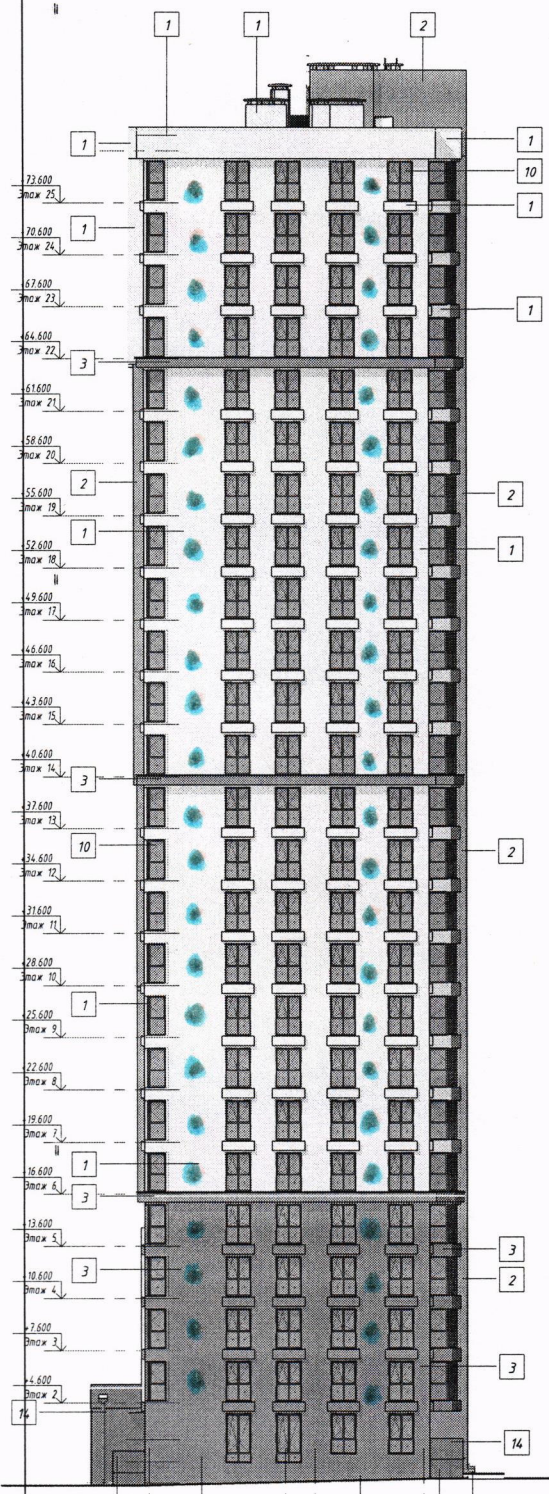 1
1
2
1
1
10
+73.600
Этаж 25
1
1
+70.600
Этаж 24
+67.600
Этаж 23
1
+64.600
Этаж 22
3
+61.600
Этаж 21
+58.600
Этаж 20
2
2
+55.600
Этаж 19
1
1
+52.600
Этаж 18
+49.600
Этаж 17
+46.600
Этаж 16
+43.600
Этаж 15
+40.600
Этаж 14
3
+37.600
Этаж 13
10
2
+34.600
Этаж 12
+31.600
Этаж 11
+28.600
Этаж 10
1
+25.600
Этаж 9
+22.600
Этаж 8
+19.600
Этаж 7
1
+16.600
Этаж 6
3
+13.600
Этаж 5
3
3
2
+10.600
Этаж 4
+7.600
Этаж 3
3
+4.600
Этаж 2
14
14